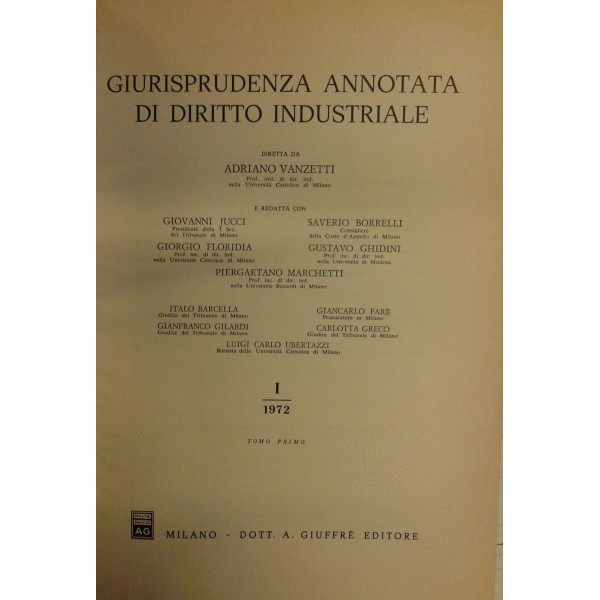 GIURISPRUDENZA ANNOTATA
DI DIRITTO INDUSTRIALE
DIRETTA DA
ADRIANO VANZETTI
Prof. ord. di dir. ind.
nella Università Cattolica di Milano
E REDATTA CON
GIOVANNI JUCCI
Presidente della I Sez.
del Tribunale di Milano
SAVERIO BORRELLI
Consigliere
della Corte d'Appello di Milano
GIORGIO FLORIDIA
Prof. inc. di dir. ind.
nella Università Cattolica di Milano
GUSTAVO GHIDINI
Prof. inc. di dir. ind.
nella Università di Modena
PIERGAETANO MARCHETTI
Prof. inc. di dir. ind.
nella Università Bocconi di Milano
ITALO BARCELLA
Giudice del Tribunale di Milano
GIANCARLO FARE
Procuratore in Milano
GIANFRANCO GILARDI
Giudice del Tribunale di Milano
CARLOTTA GRECO
Giudice del Tribunale di Milano
LUIGI CARLO UBERTAZZI
Borsista della Università Cattolica di Milano
I
1972
TOMO PRIMO
AG
MILANO - DOTT. A. GIUFFRÈ EDITORE